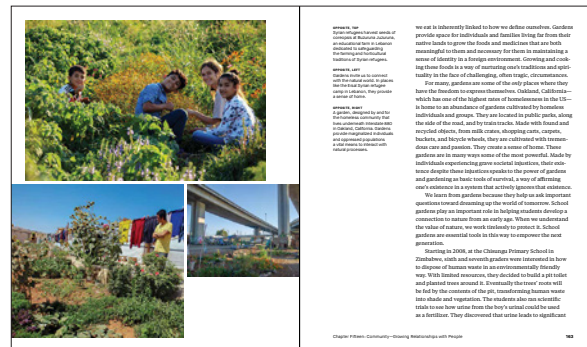 OPPOSITE, TOP
Syrian refugees harvest seeds of
coreopsis at Buzuruna Juzuruna,
an educational farm in Lebanon
dedicated to safeguarding
the farming and horticultural
traditions of Syrian refugees.
OPPOSITE, LEFT
Gardens invite us to connect
with the natural world. In places
like the Essal Syrian refugee
camp in Lebanon, they provide
a sense of home.
OPPOSITE, RIGHT
A garden, designed by and for
the homeless community that
lives underneath Interstate 880
in Oakland, California. Gardens
provide marginalized individuals
and oppressed populations
a vital means to interact with
natural processes.
we eat is inherently linked to how we define ourselves. Gardens
provide space for individuals and families living far from their
native lands to grow the foods and medicines that are both
meaningful to them and necessary for them in maintaining a
sense of identity in a foreign environment. Growing and cook-
ing these foods is a way of nurturing one's traditions and spiri-
tuality in the face of challenging, often tragic, circumstances.
For many, gardens are some of the only places where they
have the freedom to express themselves. Oakland, California—
which has one of the highest rates of homelessness in the US—
is home to an abundance of gardens cultivated by homeless
individuals and groups. They are located in public parks, along
the side of the road, and by train tracks. Made with found and
recycled objects, from milk crates, shopping carts, carpets,
buckets, and bicycle wheels, they are cultivated with tremen-
dous care and passion. They create a sense of home. These
gardens are in many ways some of the most powerful. Made by
individuals experiencing grave societal injustices, their exis-
tence despite these injustices speaks to the power of gardens
and gardening as basic tools of survival, a way of affirming
one's existence in a system that actively ignores that existence.
We learn from gardens because they help us ask important
questions toward dreaming up the world of tomorrow. School
gardens play an important role in helping students develop a
connection to nature from an early age. When we understand
the value of nature, we work tirelessly to protect it. School
gardens are essential tools in this way to empower the next
generation.
Starting in 2008, at the Chisungu Primary School in
Zimbabwe, sixth and seventh graders were interested in how
to dispose of human waste in an environmentally friendly
way. With limited resources, they decided to build a pit toilet
and planted trees around it. Eventually the trees' roots will
be fed by the contents of the pit, transforming human waste
into shade and vegetation. The students also ran scientific
trials to see how urine from the boy's urinal could be used
as a fertilizer. They discovered that urine leads to significant
Chapter Fifteen: Community—Drawing Relationships with People
163